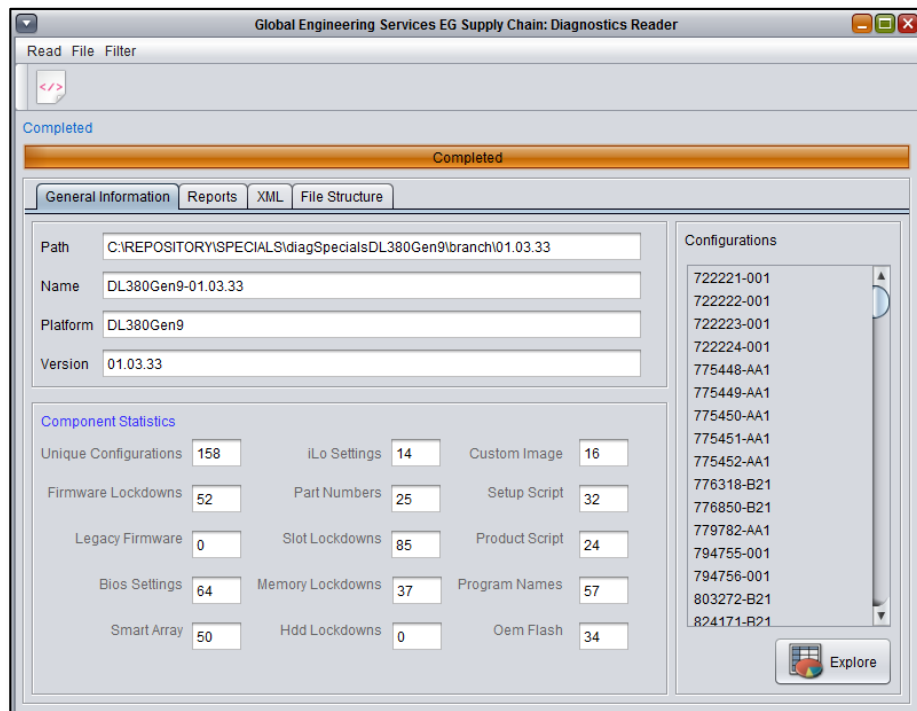 Global Engineering Services EG Supply Chain: Diagnostics Reader
Read File Filter
</>
Completed
Completed
General Information Reports XML File Structure
Path C:\REPOSITORY\SPECIALS\diagSpecialsDL380Gen9\branch\01.03.33
Name DL380Gen9-01.03.33
Platform DL380Gen9
Version 01.03.33
Component Statistics
Unique Configurations 158 iLo Settings 14 Custom Image 16
Firmware Lockdowns 52 Part Numbers 25 Setup Script 32
Legacy Firmware 0 Slot Lockdowns 85 Product Script 24
Bios Settings 64 Memory Lockdowns 37 Program Names 57
Smart Array 50 Hdd Lockdowns 0 Oem Flash 34
Configurations
722221-001
722222-001
722223-001
722224-001
775448-AA1
775449-AA1
775450-AA1
775451-AA1
775452-AA1
776318-B21
776850-B21
779782-AA1
794755-001
794756-001
803272-B21
824171-B21
Explore